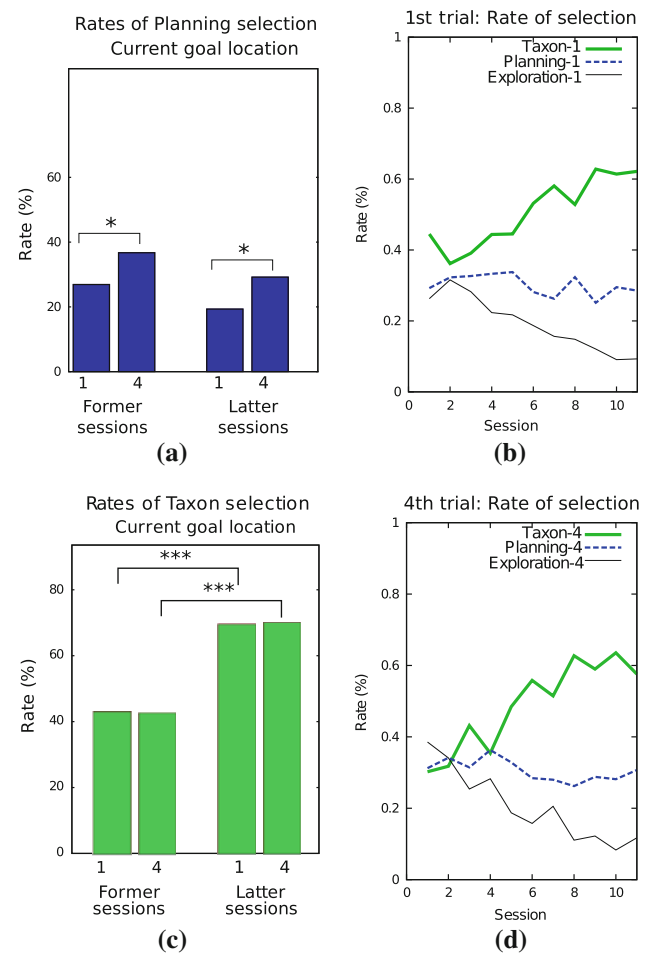 Rates of Planning selection
Current goal location
Rate (%)
60
40
20
0
*
*
1 4 1 4
Former sessions
Latter sessions
(a)
1st trial: Rate of selection
Taxon-1
Planning-1
Exploration-1
Rate (%)
1
0.8
0.6
0.4
0.2
0
0 2 4 6 8 10
Session
(b)
Rates of Taxon selection
Current goal location
Rate (%)
80
60
40
20
0
***
***
1 4 1 4
Former sessions
Latter sessions
(c)
4th trial: Rate of selection
Taxon-4
Planning-4
Exploration-4
Rate (%)
1
0.8
0.6
0.4
0.2
0
0 2 4 6 8 10
Session
(d)